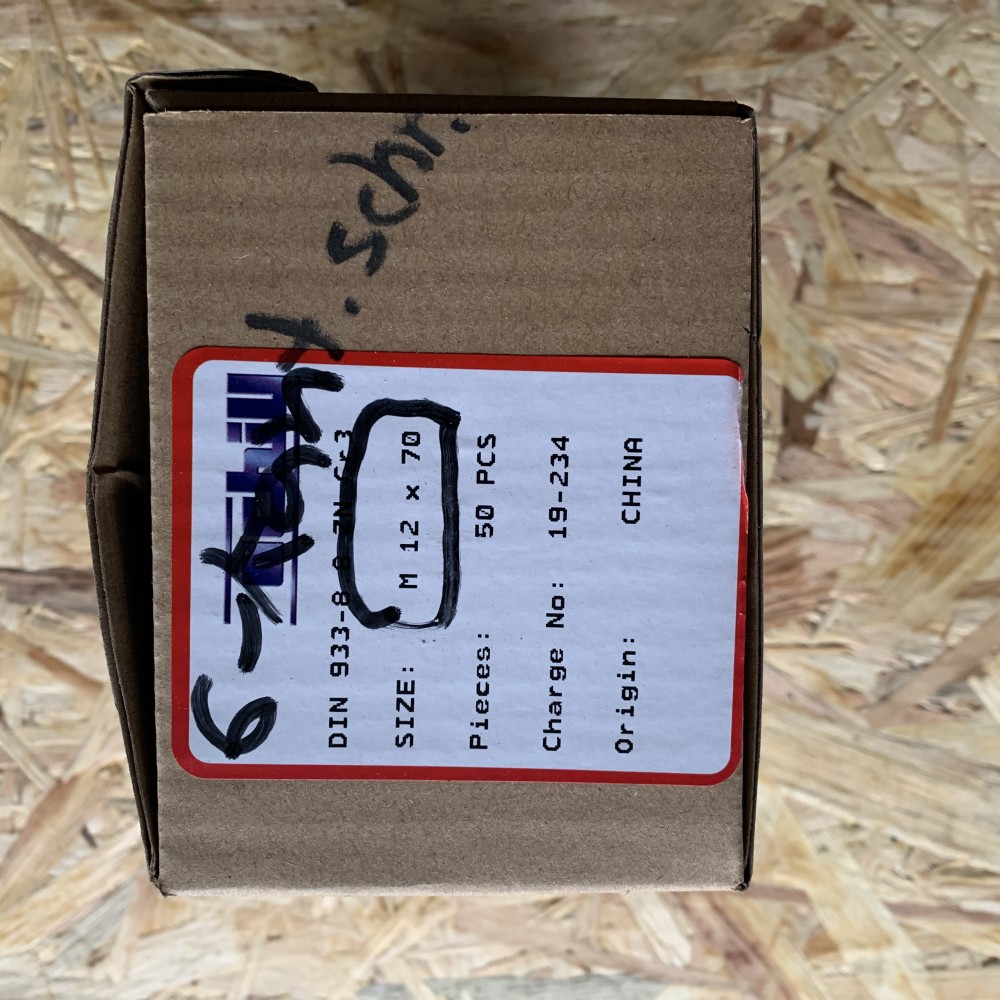 6-Kant. schr.
DIN 933-8.8 ZN Cr3
SIZE: M 12 x 70
Pieces: 50 PCS
Charge No: 19-234
Origin: CHINA